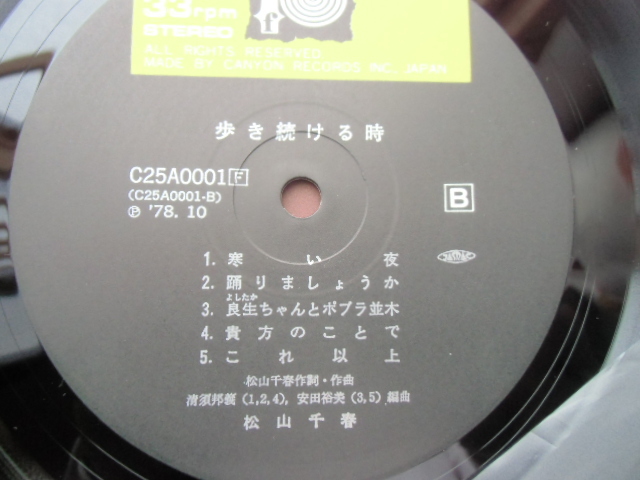 33rpm
f
STEREO
ALL RIGHTS RESERVED
MADE BY CANYON RECORDS INC. JAPAN
歩き続ける時
C25A0001 F
(C25A0001-B)
B
℗ '78. 10
1. 寒い夜
2. 踊りましょうか
よしたか
3. 良生ちゃんとポプラ並木
4. 貴方のことで
5. これ以上
松山千春作詞・作曲
清須邦義 (1,2,4), 安田裕美 (3,5) 編曲
松山千春